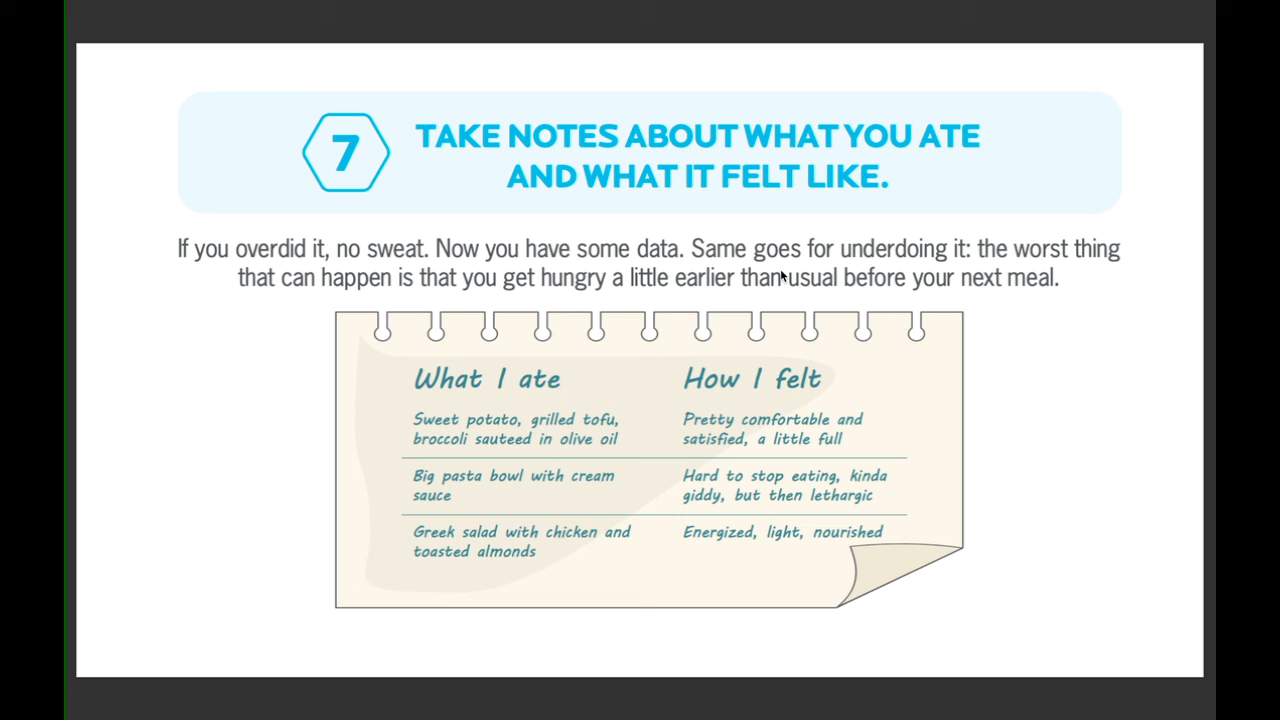 7
TAKE NOTES ABOUT WHAT YOU ATE
AND WHAT IT FELT LIKE.
If you overdid it, no sweat. Now you have some data. Same goes for underdoing it: the worst thing
that can happen is that you get hungry a little earlier than usual before your next meal.
What I ate
How I felt
Sweet potato, grilled tofu,
broccoli sauteed in olive oil
Pretty comfortable and
satisfied, a little full
Big pasta bowl with cream
sauce
Hard to stop eating, kinda
giddy, but then lethargic
Greek salad with chicken and
toasted almonds
Energized, light, nourished